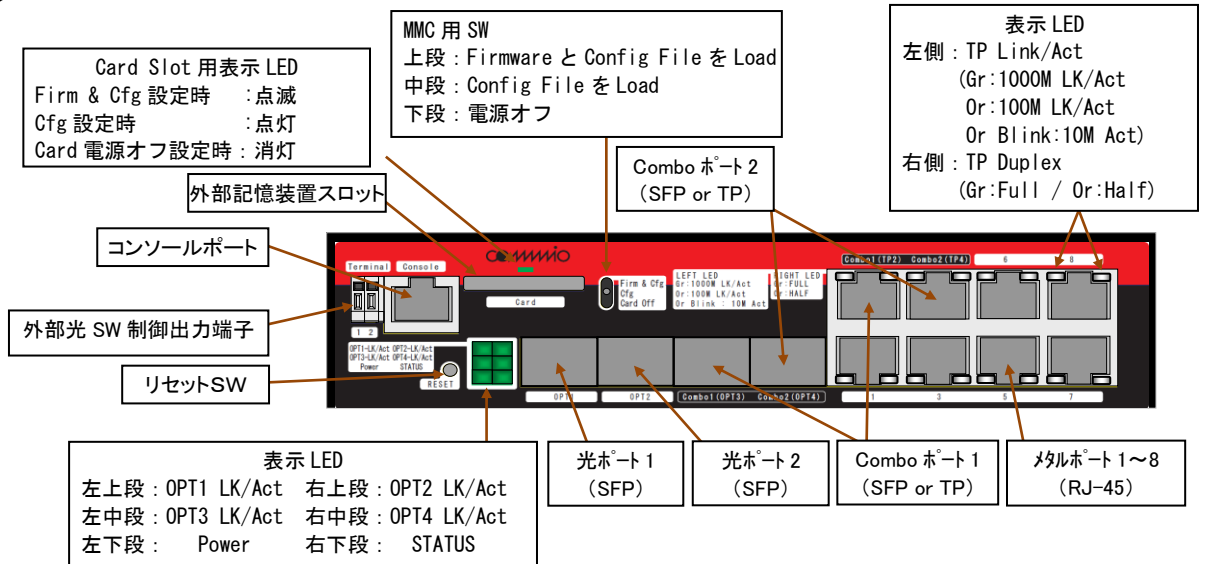 Card Slot 用表示 LED
Firm & Cfg 設定時　　:点滅
Cfg 設定時　　　　　:点灯
Card 電源オフ設定時：消灯
MMC 用 SW
上段：Firmware と Config File を Load
中段：Config File を Load
下段：電源オフ
表示 LED
左側：TP Link/Act
(Gr:1000M LK/Act
Or:100M LK/Act
Or Blink:10M Act)
右側：TP Duplex
(Gr:Full / Or:Half)
Combo ポート 2
（SFP or TP）
外部記憶装置スロット
コンソールポート
外部光 SW 制御出力端子
リセットSW
commnio
Terminal Console
Card
Firm & Cfg
Cfg
Card Off
LEFT LED
Gr:1000M LK/Act
Or:100M LK/Act
Or Blink : 10M Act
RIGHT LED
Gr:FULL
Or:HALF
Combo1(TP2) Combo2(TP4) 6 8
1 2
OPT1-LK/Act OPT2-LK/Act
OPT3-LK/Act OPT4-LK/Act
Power STATUS
RESET
OPT1 OPT2 Combo1(OPT3) Combo2(OPT4) 1 3 5 7
表示 LED
左上段：OPT1 LK/Act 右上段：OPT2 LK/Act
左中段：OPT3 LK/Act 右中段：OPT4 LK/Act
左下段： Power 右下段： STATUS
光ポート 1
（SFP）
光ポート 2
（SFP）
Combo ポート 1
（SFP or TP）
メタルポート 1～8
（RJ-45）